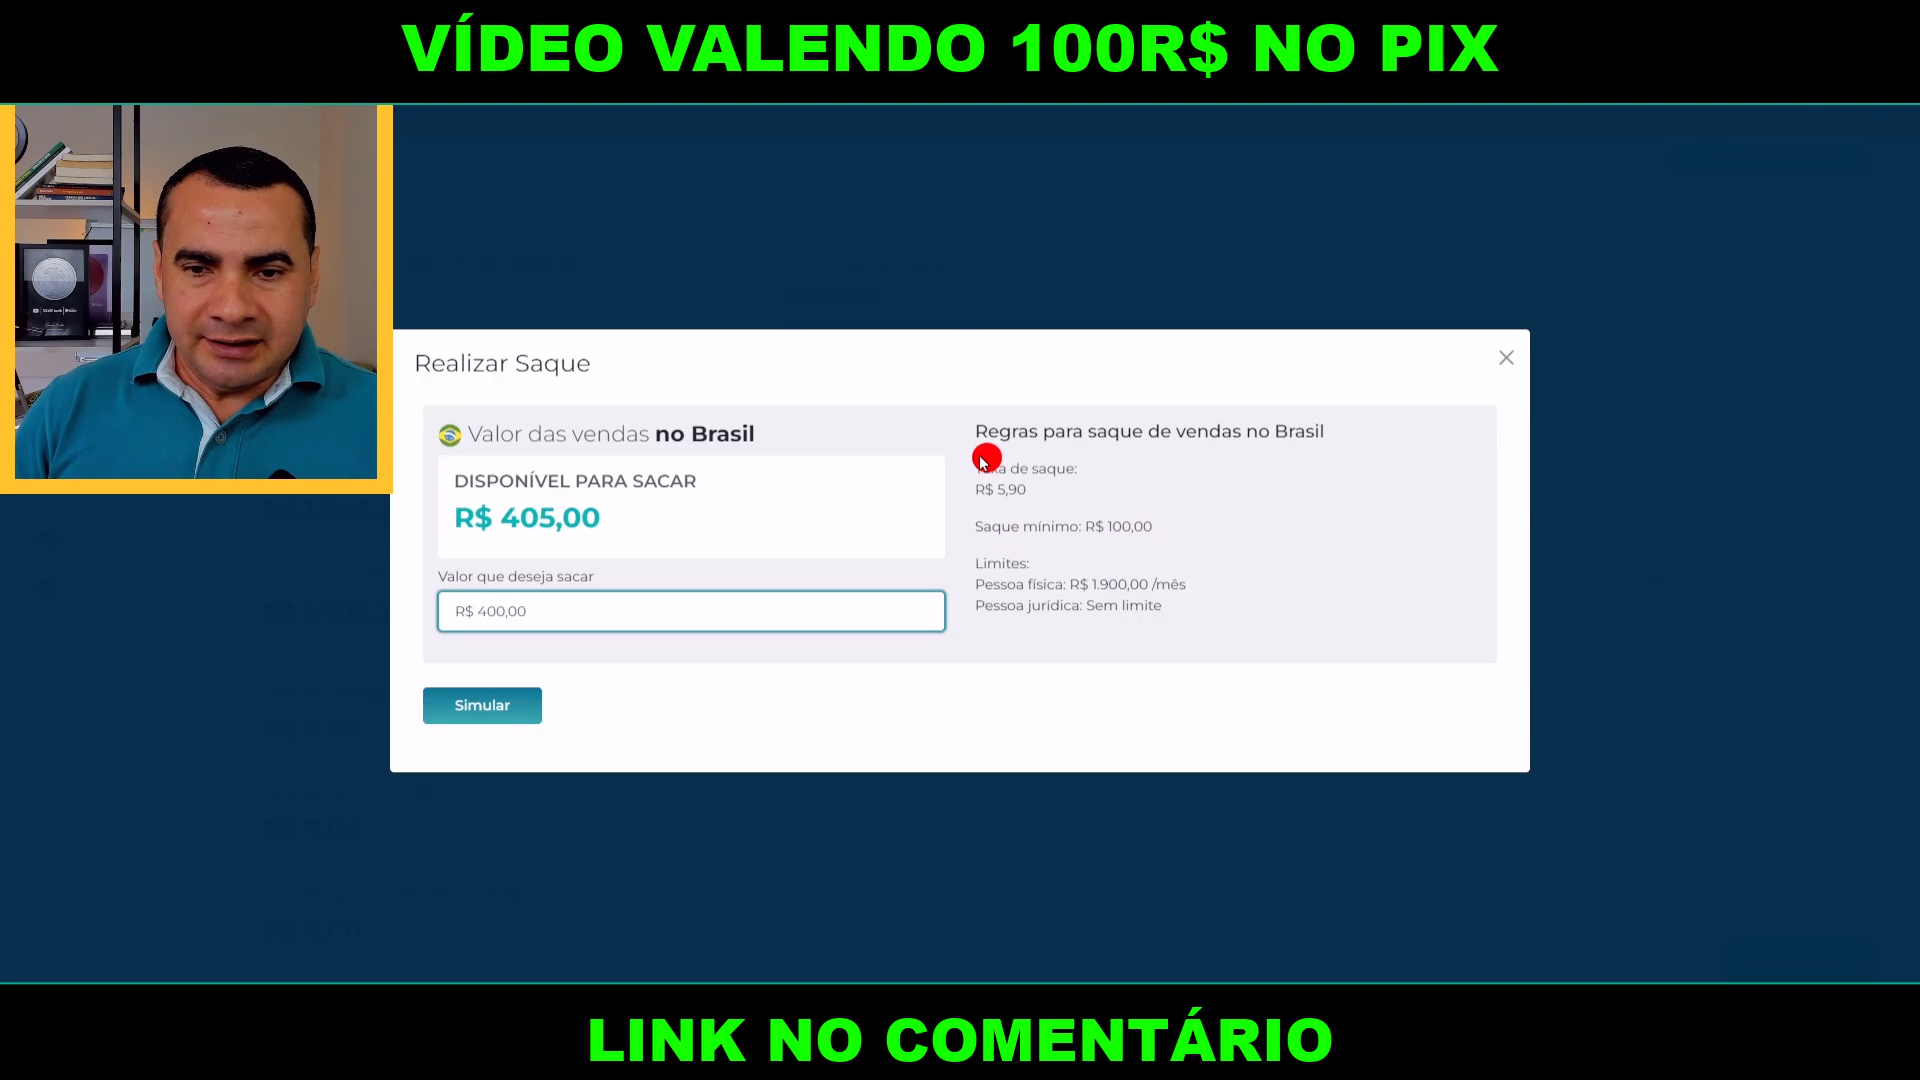 VÍDEO VALENDO 100R$ NO PIX
Realizar Saque
Valor das vendas no Brasil
DISPONÍVEL PARA SACAR
R$ 405,00
Valor que deseja sacar
R$ 400,00
Simular
Regras para saque de vendas no Brasil
de saque:
R$ 5,90
Saque mínimo: R$ 100,00
Limites:
Pessoa física: R$ 1.900,00 /mês
Pessoa jurídica: Sem limite
LINK NO COMENTÁRIO